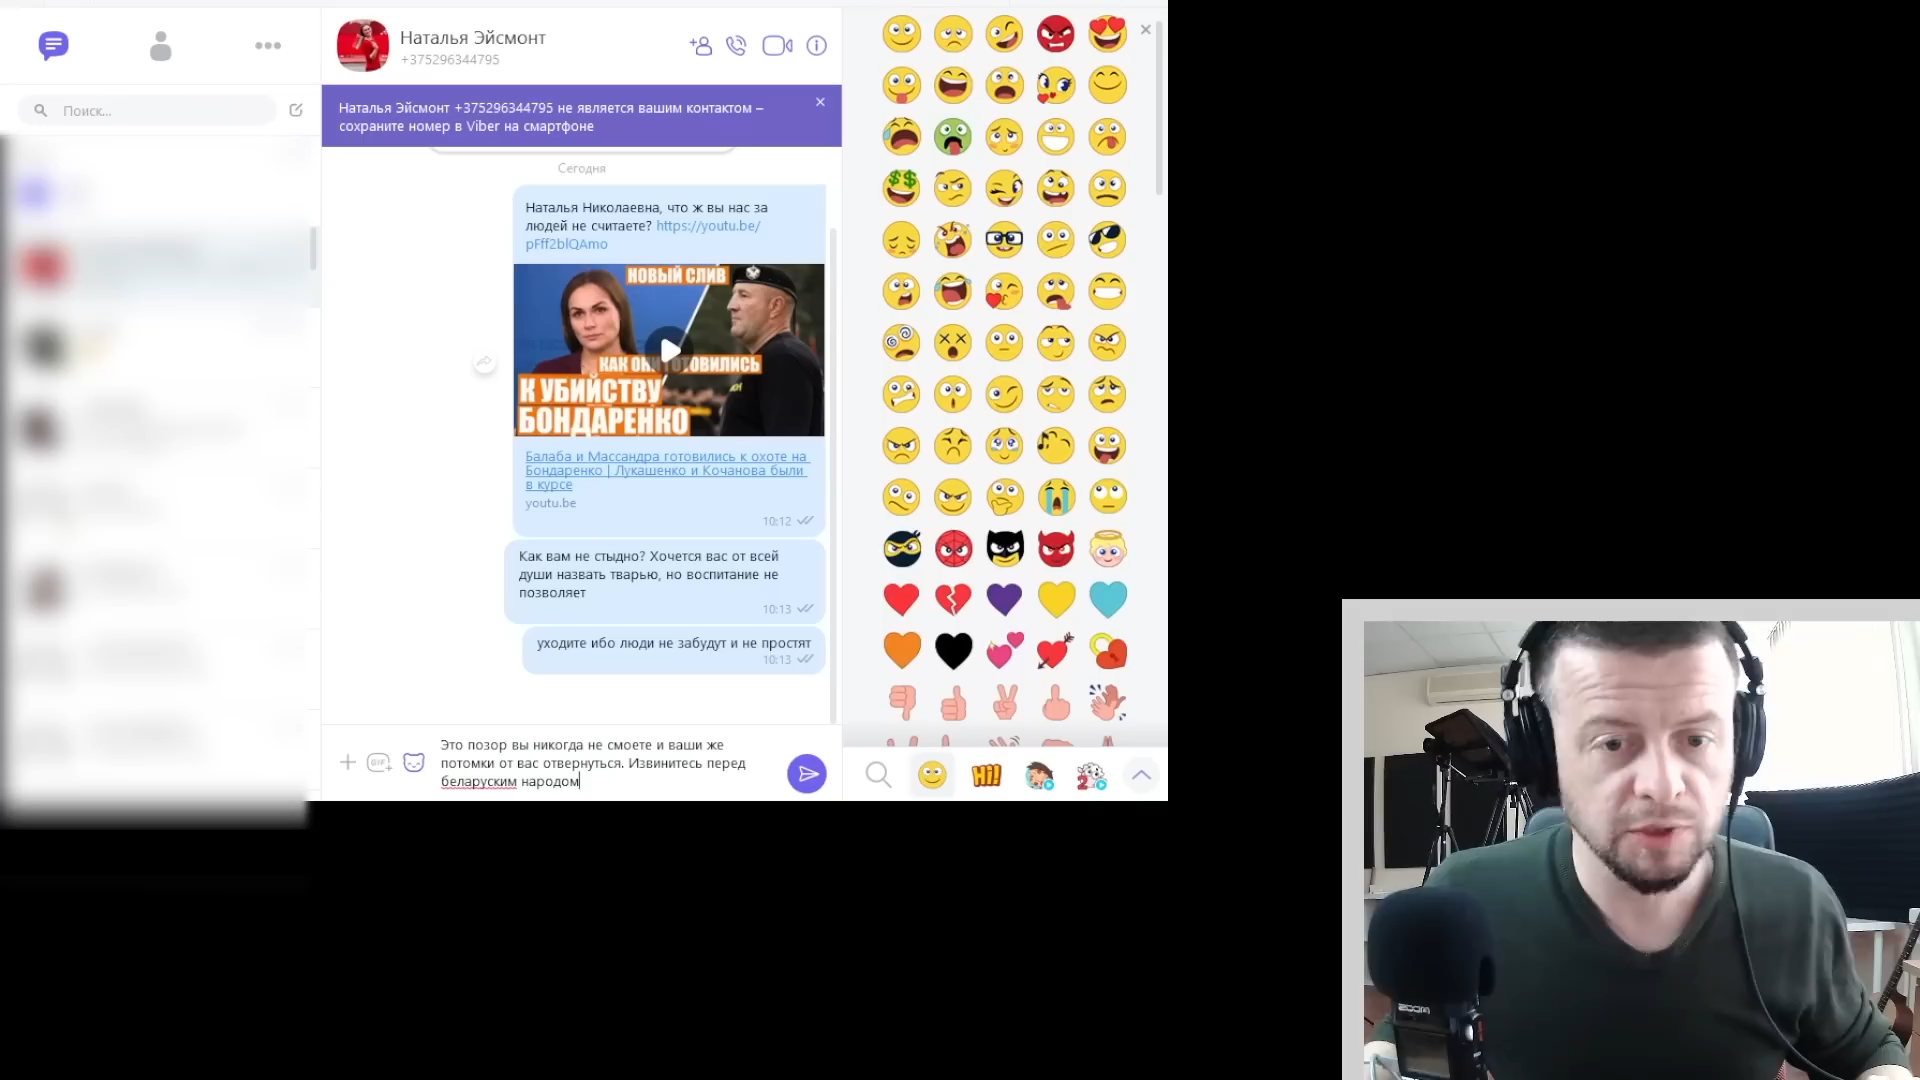 Поиск...
Наталья Эйсмонт
+375296344795
Наталья Эйсмонт +375296344795 не является вашим контактом –
сохраните номер в Viber на смартфоне
Сегодня
Наталья Николаевна, что ж вы нас за
людей не считаете? https://youtu.be/
pFff2blQAmo
НОВЫЙ СЛИВ
КАК ОНИ ГОТОВИЛИСЬ
К УБИЙСТВУ
БОНДАРЕНКО
Балаба и Массандра готовились к охоте на
Бондаренко | Лукашенко и Кочанова были
в курсе
youtu.be
10:12
Как вам не стыдно? Хочется вас от всей
души назвать тварью, но воспитание не
позволяет
10:13
уходите ибо люди не забудут и не простят
10:13
GIF
Это позор вы никогда не смоете и ваши же
потомки от вас отвернуться. Извинитесь перед
беларуским народом
Hi!
ZOOM